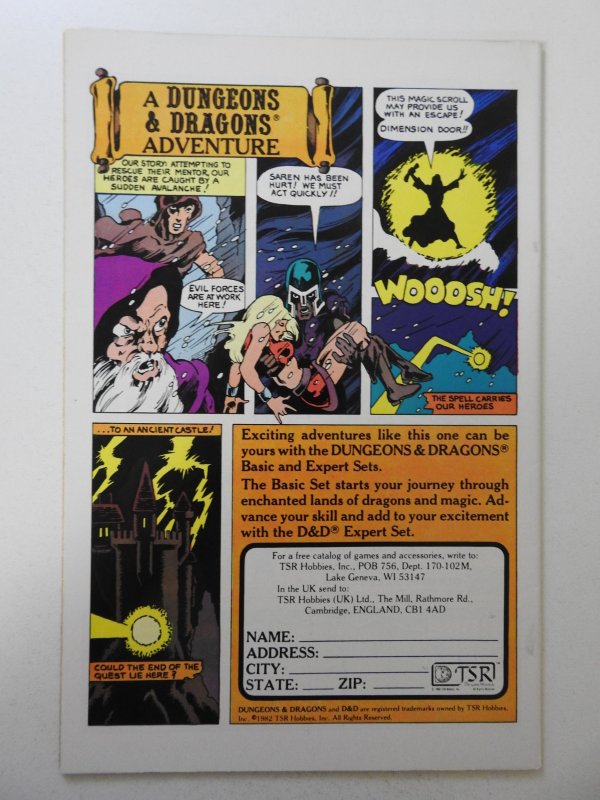 A DUNGEONS
& DRAGONS®
ADVENTURE
OUR STORY: ATTEMPTING TO
RESCUE THEIR MENTOR, OUR
HEROES ARE CAUGHT BY A
SUDDEN AVALANCHE!
EVIL FORCES
ARE AT WORK
HERE!
SAREN HAS BEEN
HURT! WE MUST
ACT QUICKLY!!
THIS MAGIC SCROLL
MAY PROVIDE US
WITH AN ESCAPE!
DIMENSION DOOR!!
WOOOSH!
THE SPELL CARRIES
OUR HEROES
...TO AN ANCIENT CASTLE!
COULD THE END OF THE
QUEST LIE HERE?
Exciting adventures like this one can be
yours with the DUNGEONS & DRAGONS®
Basic and Expert Sets.
The Basic Set starts your journey through
enchanted lands of dragons and magic. Ad-
vance your skill and add to your excitement
with the D&D® Expert Set.
For a free catalog of games and accessories, write to:
TSR Hobbies, Inc., POB 756, Dept. 170-102M,
Lake Geneva, WI 53147
In the UK send to:
TSR Hobbies (UK) Ltd., The Mill, Rathmore Rd.,
Cambridge, ENGLAND, CB1 4AD
NAME:
ADDRESS:
CITY:
STATE: ZIP:
TSR
DUNGEONS & DRAGONS and D&D are registered trademarks owned by TSR Hobbies,
Inc. ©1982 TSR Hobbies, Inc. All Rights Reserved.